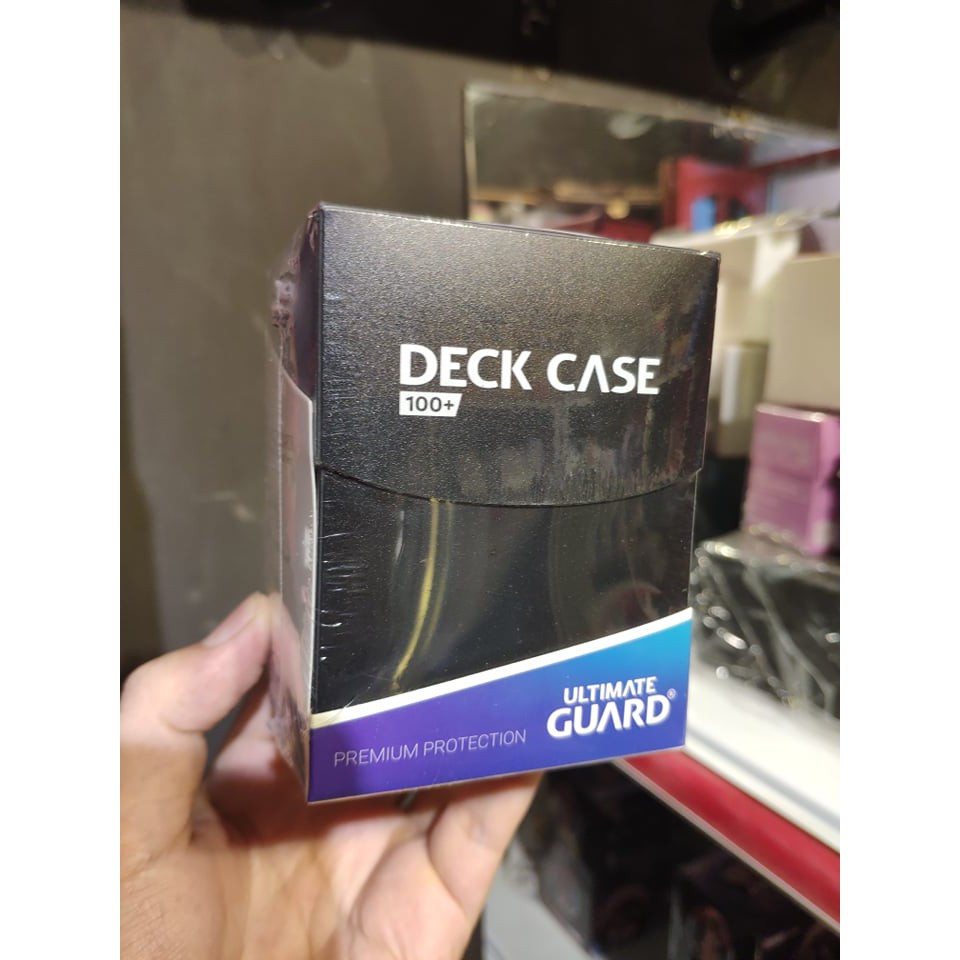 DECK CASE
100+
ULTIMATE
GUARD®
PREMIUM PROTECTION